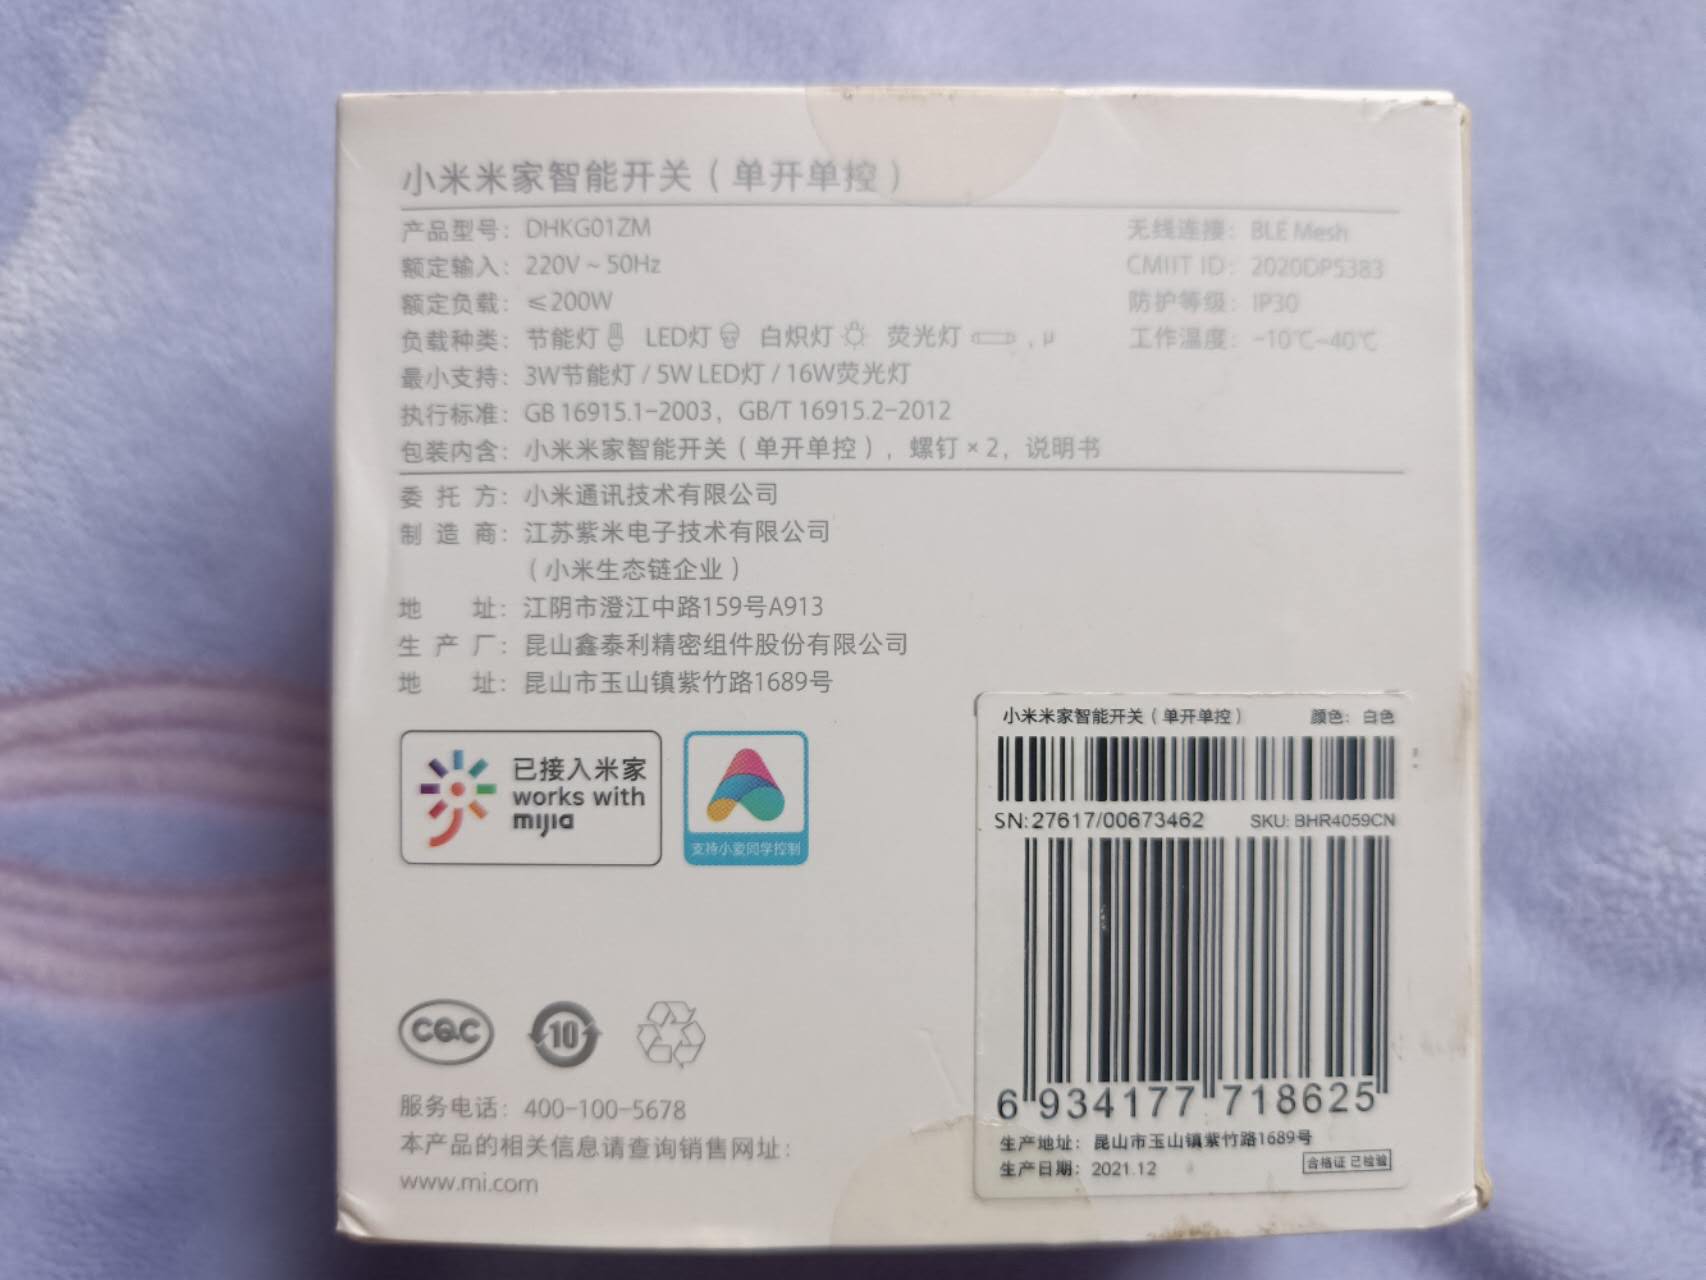 小米米家智能开关（单开单控）
产品型号：DHKG01ZM
额定输入：220V ~ 50Hz
额定负载：≤200W
负载种类：节能灯 LED灯 白炽灯 荧光灯 , μ
最小支持：3W节能灯 / 5W LED灯 / 16W荧光灯
执行标准：GB 16915.1-2003，GB/T 16915.2-2012
包装内含：小米米家智能开关（单开单控），螺钉 × 2，说明书
无线连接：BLE Mesh
CMIIT ID：2020DP5383
防护等级：IP30
工作温度：-10℃~40℃
委托方：小米通讯技术有限公司
制造商：江苏紫米电子技术有限公司
（小米生态链企业）
地址：江阴市澄江中路159号A913
生产厂：昆山鑫泰利精密组件股份有限公司
地址：昆山市玉山镇紫竹路1689号
已接入米家
works with
mijia
支持小爱同学控制
CQC
10
服务电话：400-100-5678
本产品的相关信息请查询销售网址：
www.mi.com
小米米家智能开关（单开单控） 颜色：白色
SN:27617/00673462 SKU: BHR4059CN
6 934177 718625
生产地址：昆山市玉山镇紫竹路1689号
生产日期：2021.12
合格证 已检验